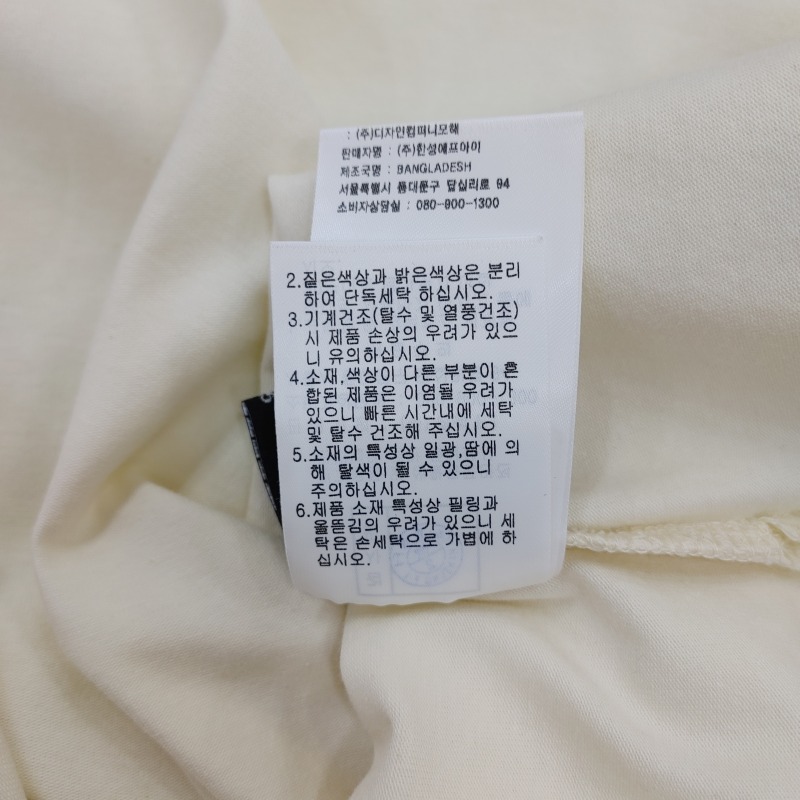 : (주)디자인컴퍼니모해
판매자명 : (주)한성에프아이
제조국명 : BANGLADESH
서울특별시 동대문구 답십리로 94
소비자상담실 : 080-900-1300
2.짙은색상과 밝은색상은 분리
하여 단독세탁 하십시오.
3.기계건조(탈수 및 열풍건조)
시 제품 손상의 우려가 있으
니 유의하십시오.
4.소재,색상이 다른 부분이 혼
합된 제품은 이염될 우려가
있으니 빠른 시간내에 세탁
및 탈수 건조해 주십시오.
5.소재의 특성상 일광,땀에 의
해 탈색이 될 수 있으니
주의하십시오.
6.제품 소재 특성상 필링과
올뜯김의 우려가 있으니 세
탁은 손세탁으로 가볍에 하
십시오.